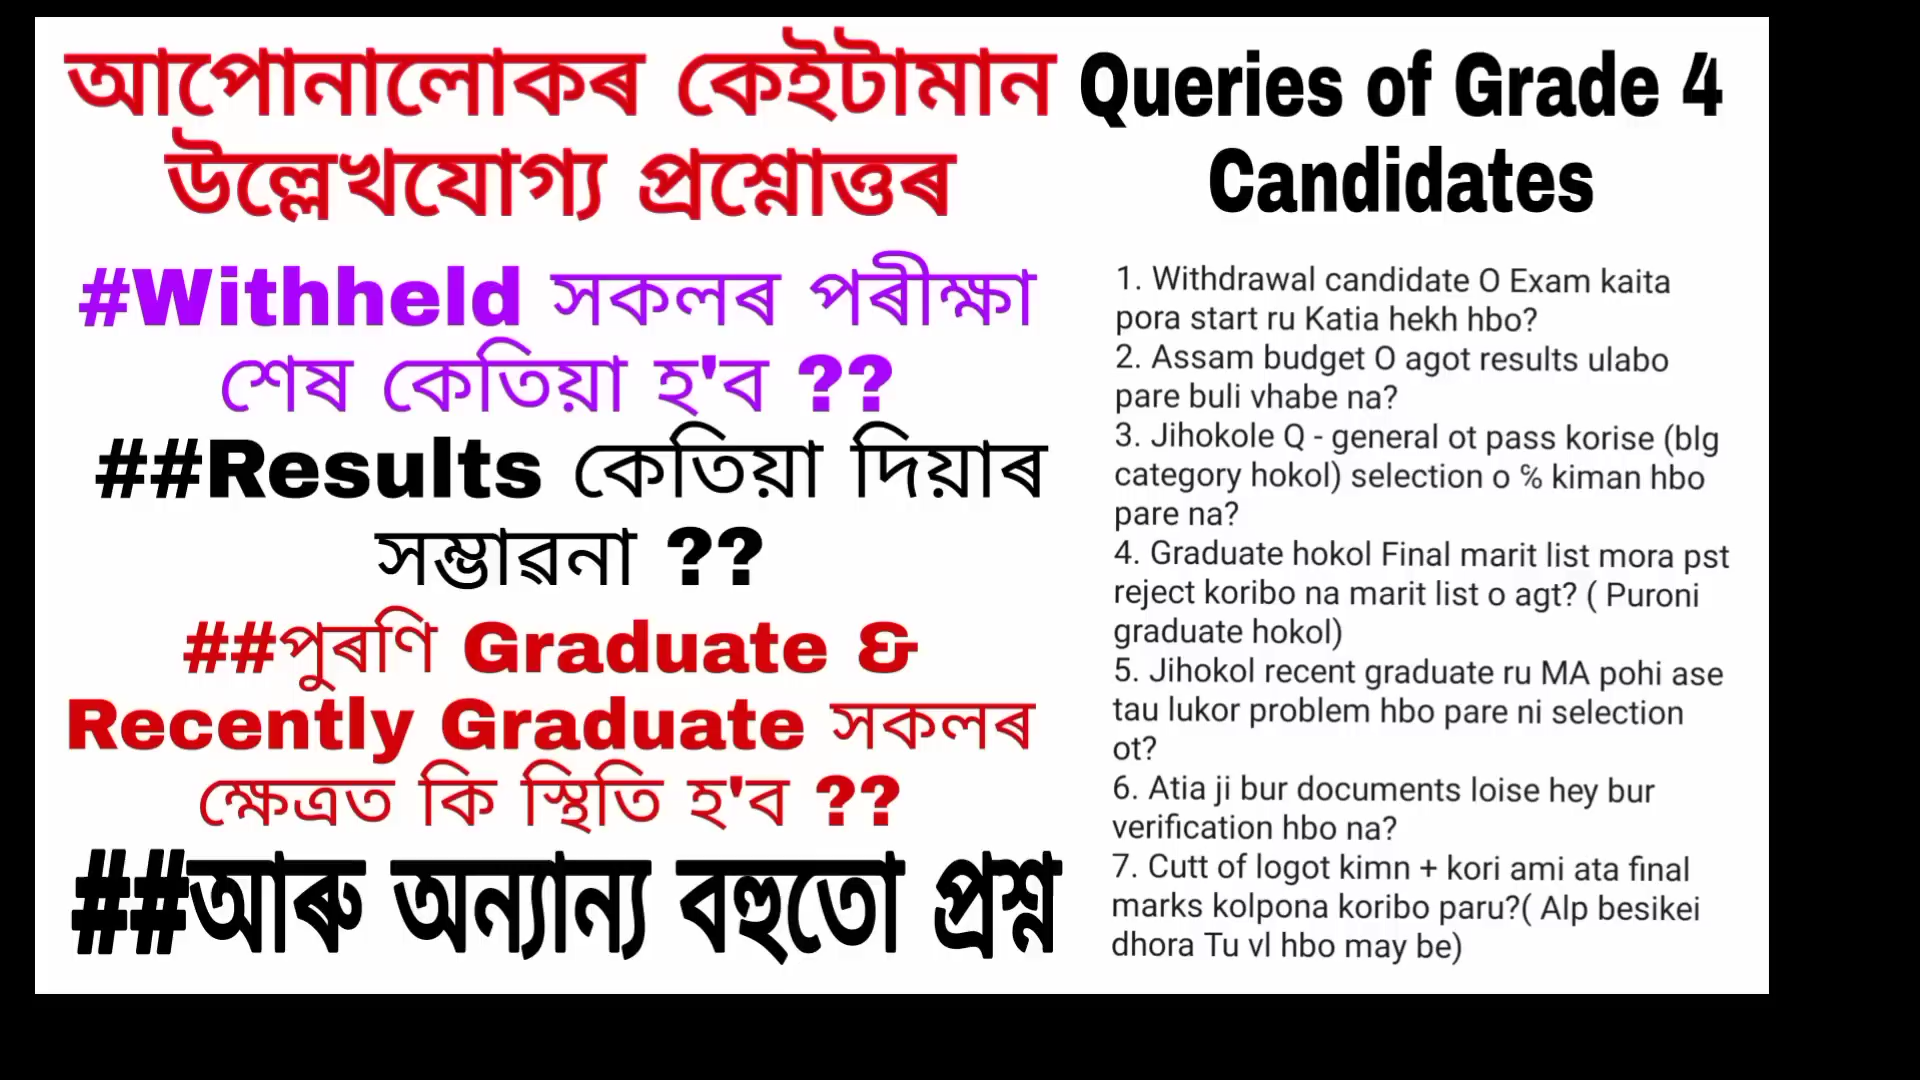 আপোনালোকৰ কেইটামান
উল্লেখযোগ্য প্ৰশ্নোত্তৰ
#Withheld সকলৰ পৰীক্ষা
শেষ কেতিয়া হ'ব ??
##Results কেতিয়া দিয়াৰ
সম্ভাৱনা ??
##পুৰণি Graduate &
Recently Graduate সকলৰ
ক্ষেত্ৰত কি স্থিতি হ'ব ??
##আৰু অন্যান্য বহুতো প্ৰশ্ন
Queries of Grade 4
Candidates
1. Withdrawal candidate O Exam kaita
pora start ru Katia hekh hbo?
2. Assam budget O agot results ulabo
pare buli vhabe na?
3. Jihokole Q - general ot pass korise (blg
category hokol) selection o ℅ kiman hbo
pare na?
4. Graduate hokol Final marit list mora pst
reject koribo na marit list o agt? ( Puroni
graduate hokol)
5. Jihokol recent graduate ru MA pohi ase
tau lukor problem hbo pare ni selection
ot?
6. Atia ji bur documents loise hey bur
verification hbo na?
7. Cutt of logot kimn + kori ami ata final
marks kolpona koribo paru?( Alp besikei
dhora Tu vl hbo may be)